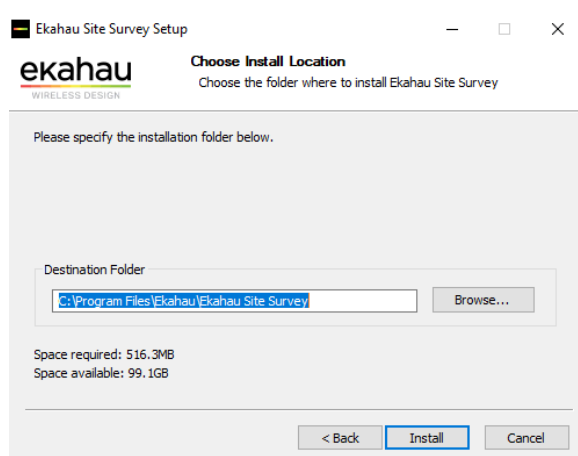 Ekahau Site Survey Setup
ekahau
WIRELESS DESIGN
Choose Install Location
Choose the folder where to install Ekahau Site Survey
Please specify the installation folder below.
Destination Folder
C:\Program Files\Ekahau\Ekahau Site Survey
Browse...
Space required: 516.3MB
Space available: 99.1GB
< Back Install Cancel